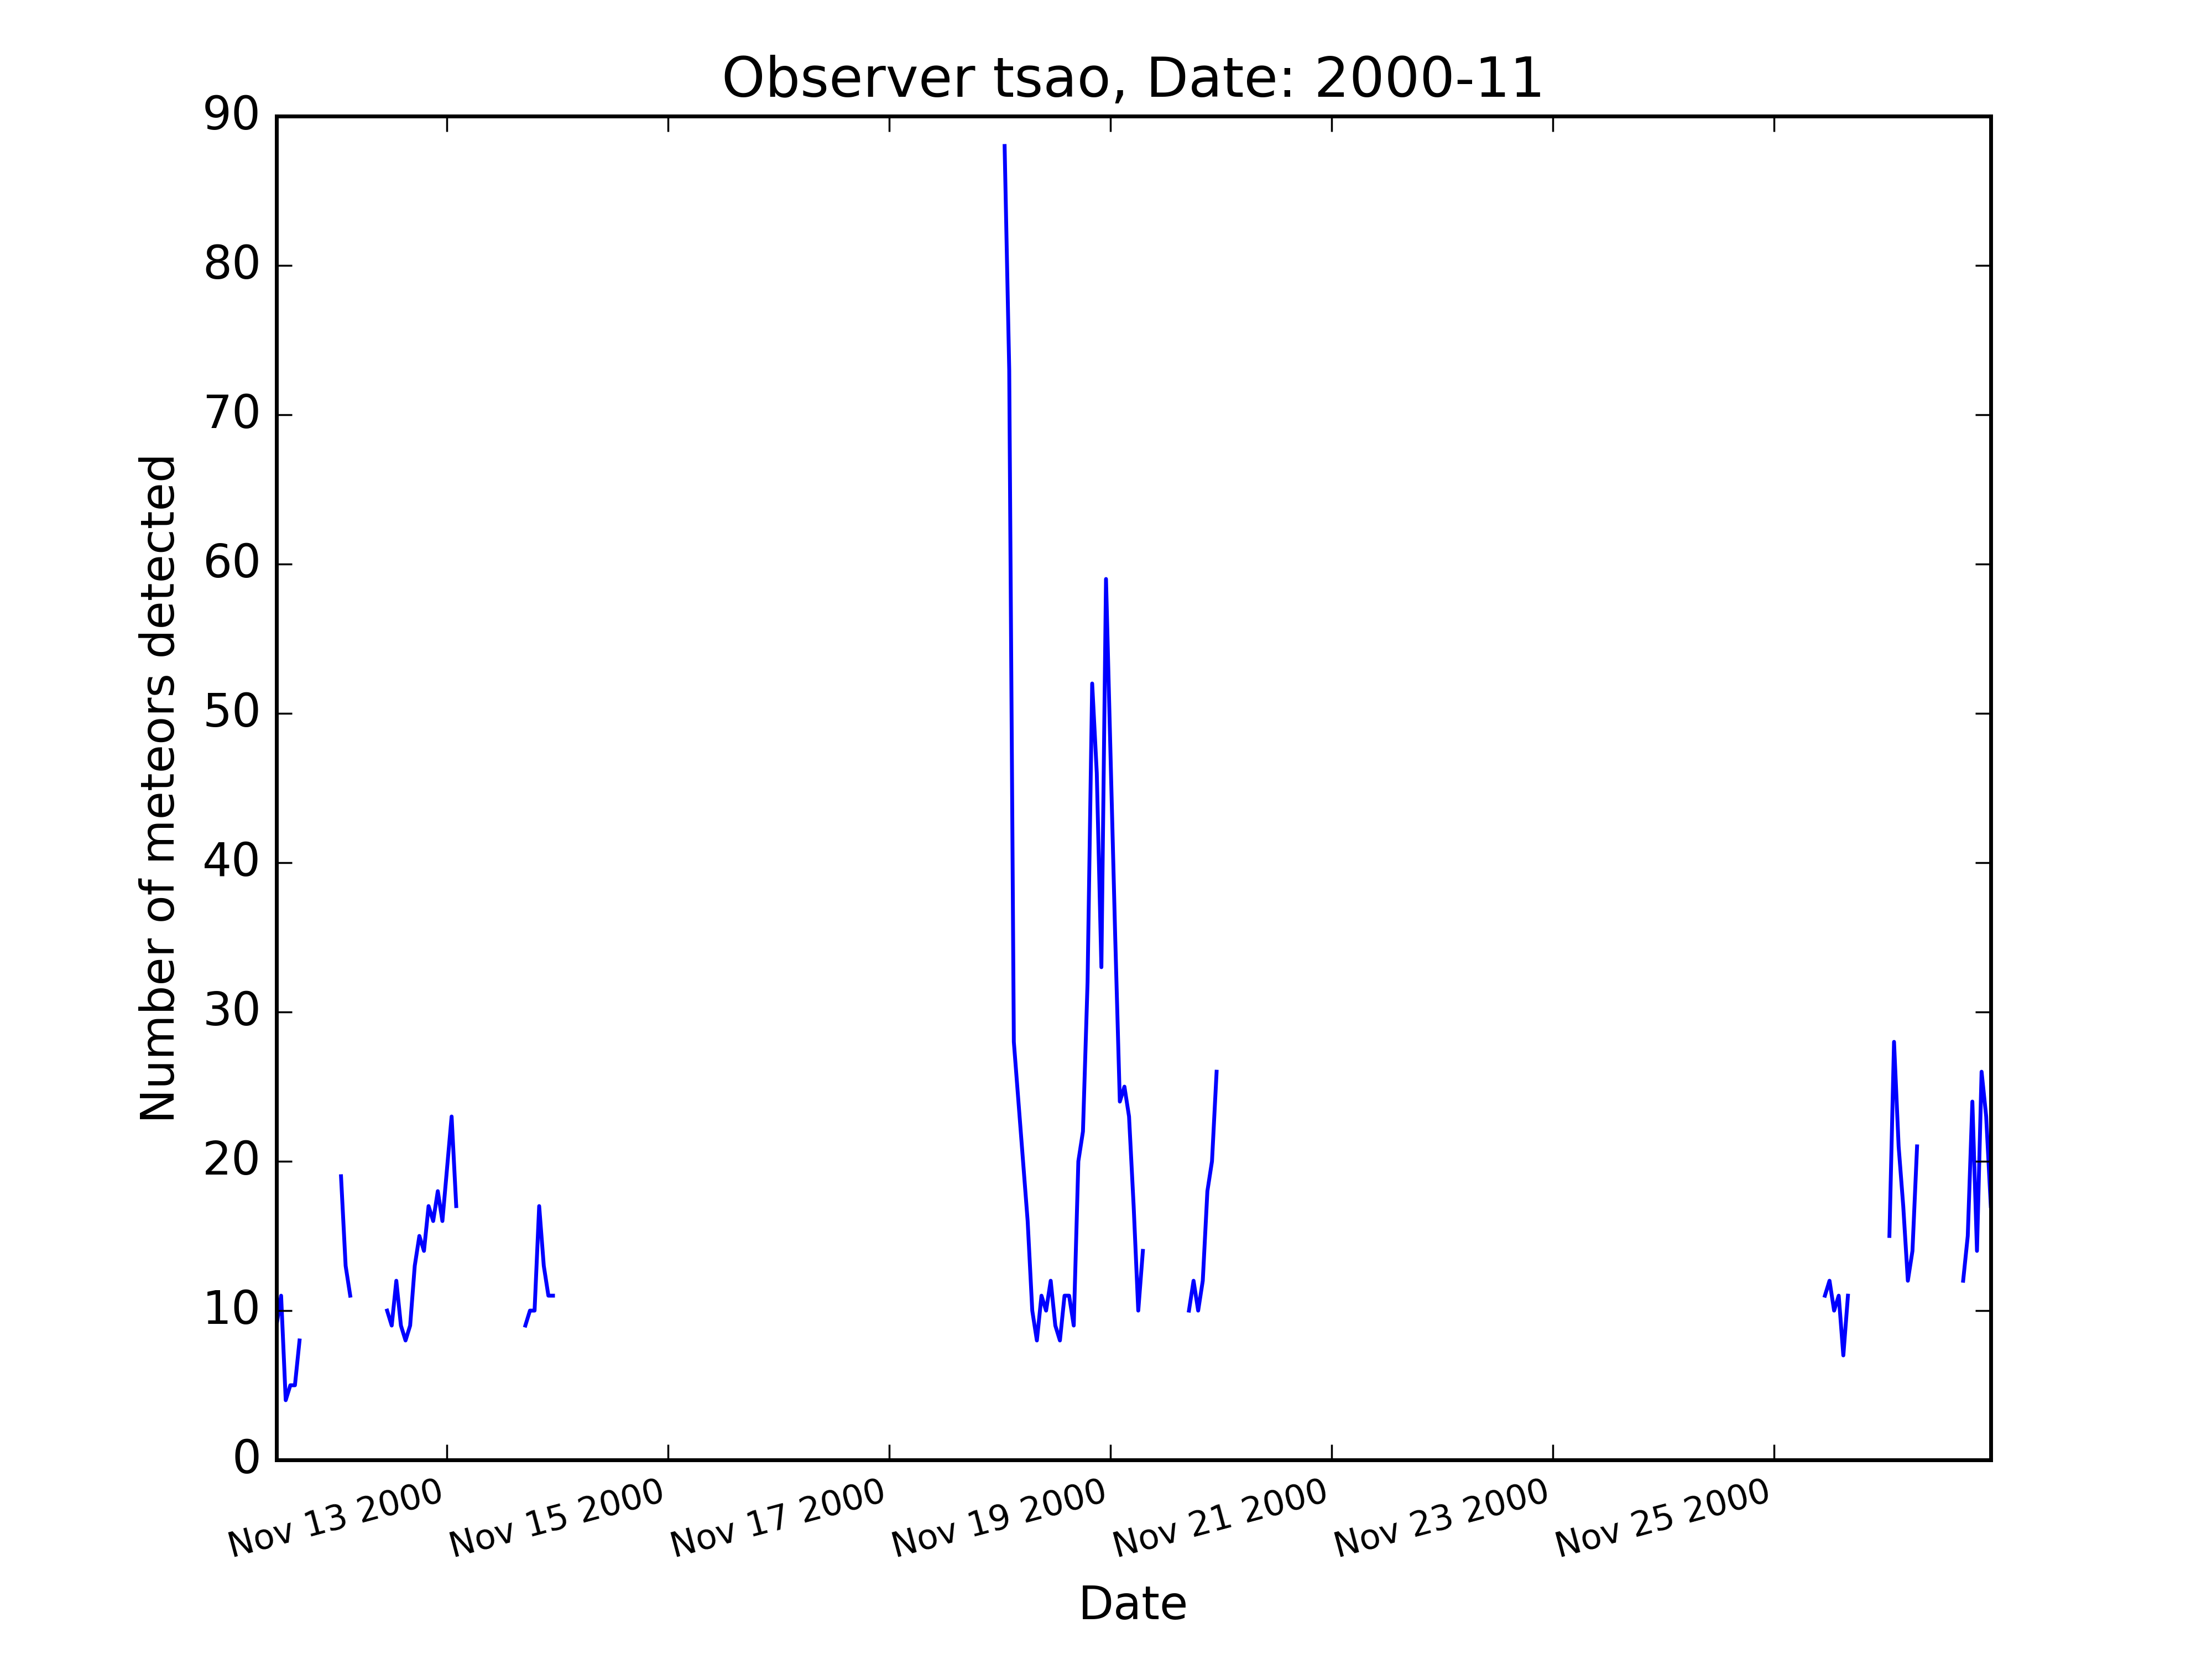 Observer tsao, Date: 2000-11
90
80
70
60
50
40
30
20
10
0
Number of meteors detected
Nov 13 2000
Nov 15 2000
Nov 17 2000
Nov 19 2000
Nov 21 2000
Nov 23 2000
Nov 25 2000
Date